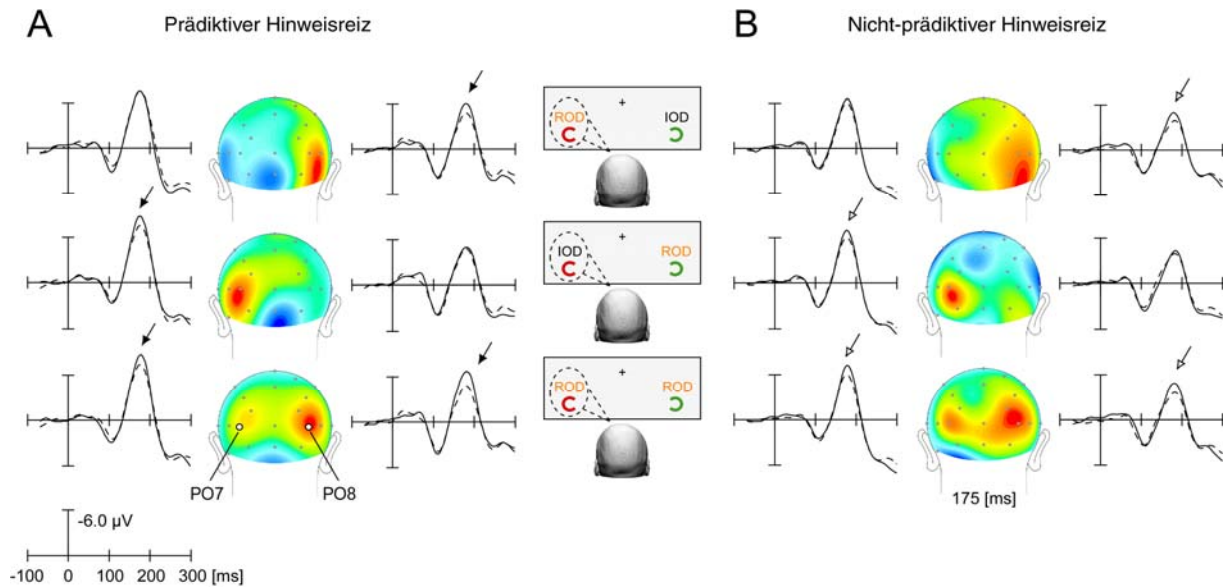 A Prädiktiver Hinweisreiz
B Nicht-prädiktiver Hinweisreiz
ROD IOD
+
IOD ROD
+
ROD ROD
+
PO7 PO8
175 [ms]
-6.0 µV
-100 0 100 200 300 [ms]